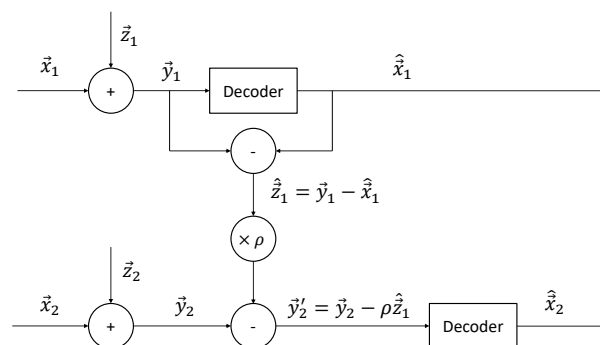 z⃗₁
x⃗₁ + y⃗₁ Decoder x̂⃗₁
-
ẑ⃗₁ = y⃗₁ − x̂⃗₁
× ρ
z⃗₂
x⃗₂ + y⃗₂ - y⃗₂′ = y⃗₂ − ρẑ⃗₁ Decoder x̂⃗₂